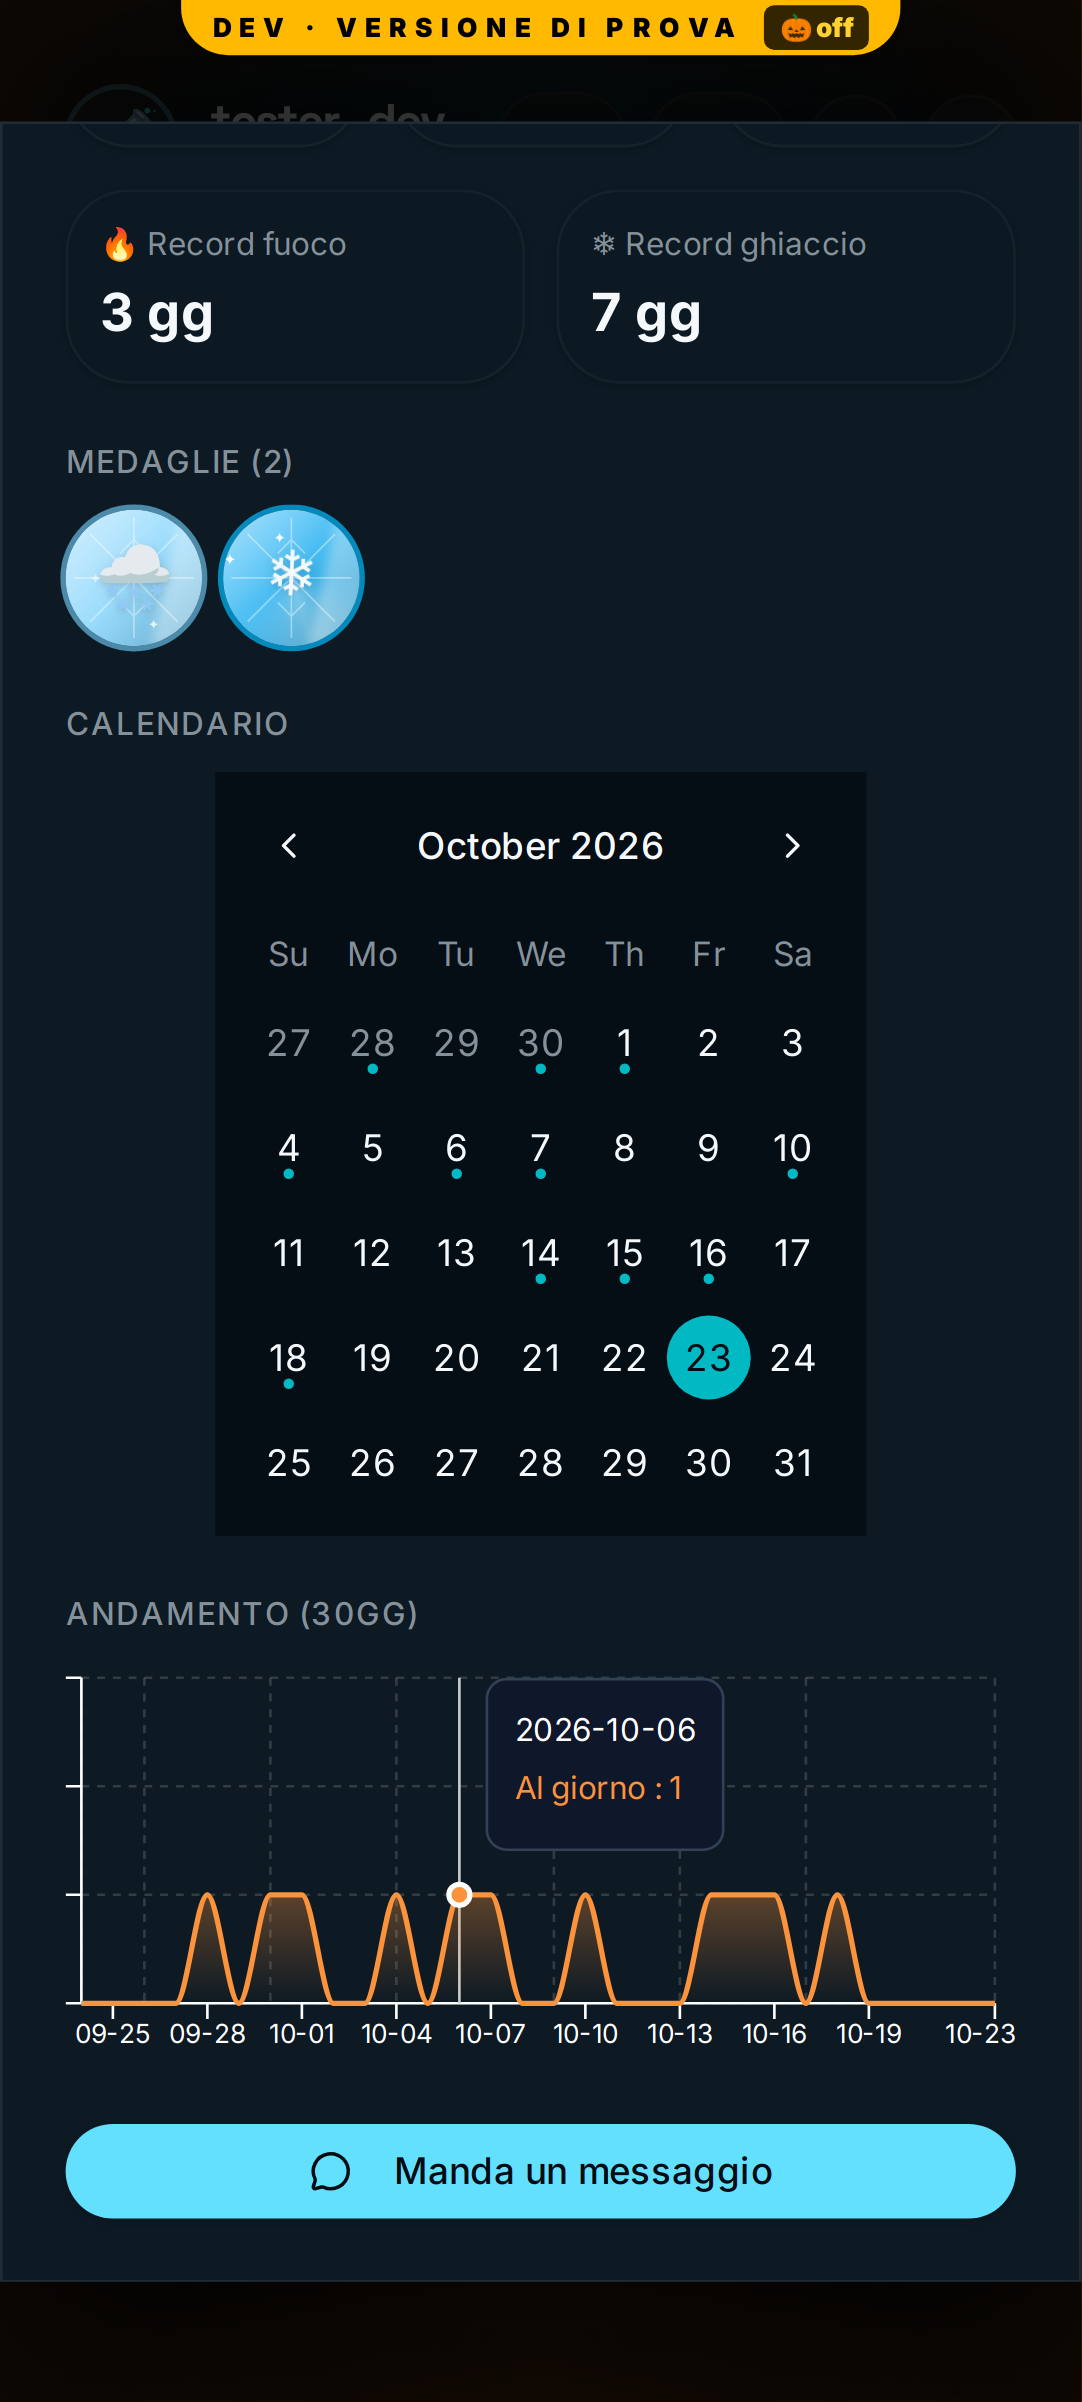 DEV · VERSIONE DI PROVA 🎃 off
tester_dev
🔥 Record fuoco
3 gg
❄ Record ghiaccio
7 gg
MEDAGLIE (2)
CALENDARIO
October 2026
Su Mo Tu We Th Fr Sa
27 28 29 30 1 2 3
4 5 6 7 8 9 10
11 12 13 14 15 16 17
18 19 20 21 22 23 24
25 26 27 28 29 30 31
ANDAMENTO (30GG)
2026-10-06
Al giorno : 1
09-25 09-28 10-01 10-04 10-07 10-10 10-13 10-16 10-19 10-23
Manda un messaggio